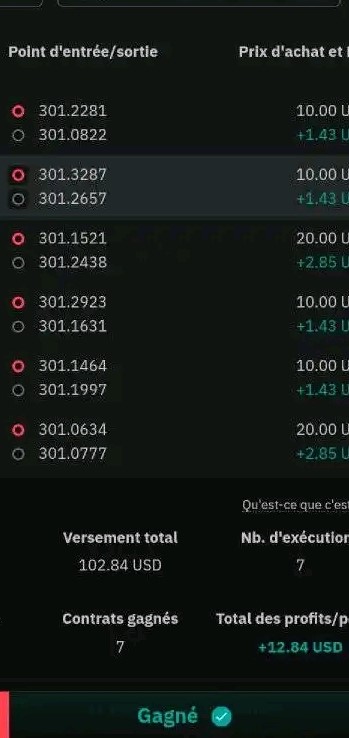 Point d'entrée/sortie Prix d'achat et
301.2281 10.00 U
301.0822 +1.43 U
301.3287 10.00 U
301.2657 +1.43 U
301.1521 20.00 U
301.2438 +2.85 U
301.2923 10.00 U
301.1631 +1.43 U
301.1464 10.00 U
301.1997 +1.43 U
301.0634 20.00 U
301.0777 +2.85 U
Qu'est-ce que c'est
Versement total Nb. d'exécution
102.84 USD 7
Contrats gagnés Total des profits/p
7 +12.84 USD
Gagné